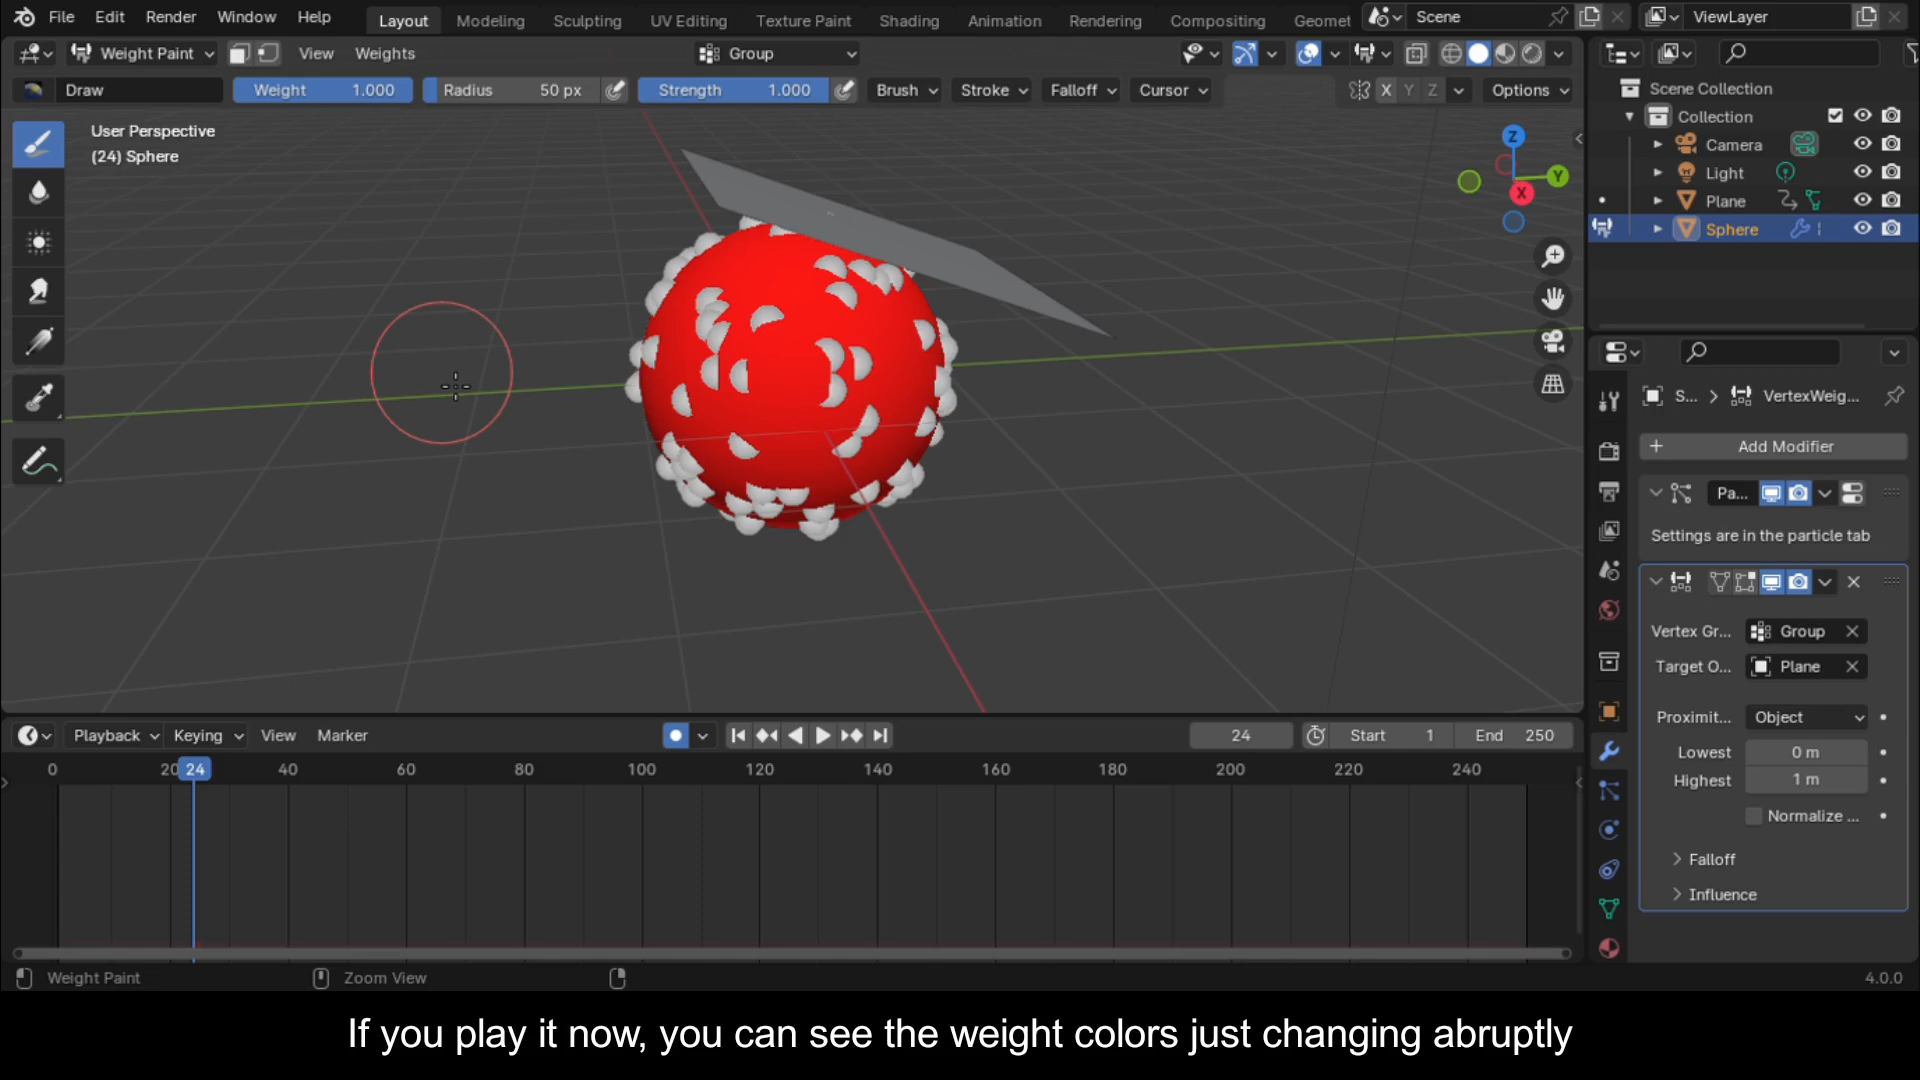 File Edit Render Window Help Layout Modeling Sculpting UV Editing Texture Paint Shading Animation Rendering Compositing Geomet Scene ViewLayer
Weight Paint View Weights Group
Draw Weight 1.000 Radius 50 px Strength 1.000 Brush Stroke Falloff Cursor X Y Z Options
User Perspective
(24) Sphere
Z
Y
X
Scene Collection
Collection
Camera
Light
Plane
Sphere
S... VertexWeig...
Add Modifier
Pa...
Settings are in the particle tab
Vertex Gr... Group
Target O... Plane
Proximit... Object
Lowest 0 m
Highest 1 m
Normalize ...
Falloff
Influence
Playback Keying View Marker 24 Start 1 End 250
0 20 24 40 60 80 100 120 140 160 180 200 220 240
Weight Paint Zoom View 4.0.0
If you play it now, you can see the weight colors just changing abruptly